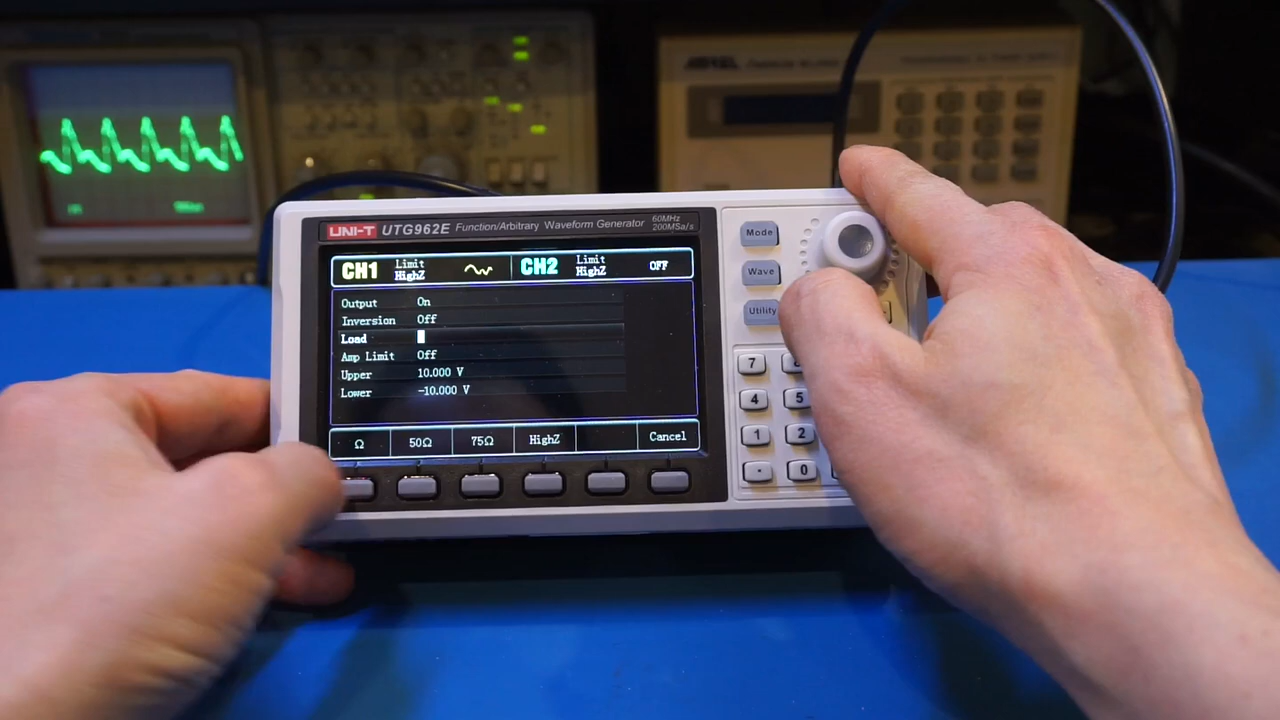 UNI-T UTG962E Function/Arbitrary Waveform Generator 60MHz 200MSa/s
CH1 Limit HighZ CH2 Limit HighZ OFF
Output On
Inversion Off
Load
Amp Limit Off
Upper 10.000 V
Lower -10.000 V
Ω 50Ω 75Ω HighZ Cancel
Mode
Wave
Utility
7
4 5
1 2
. 0